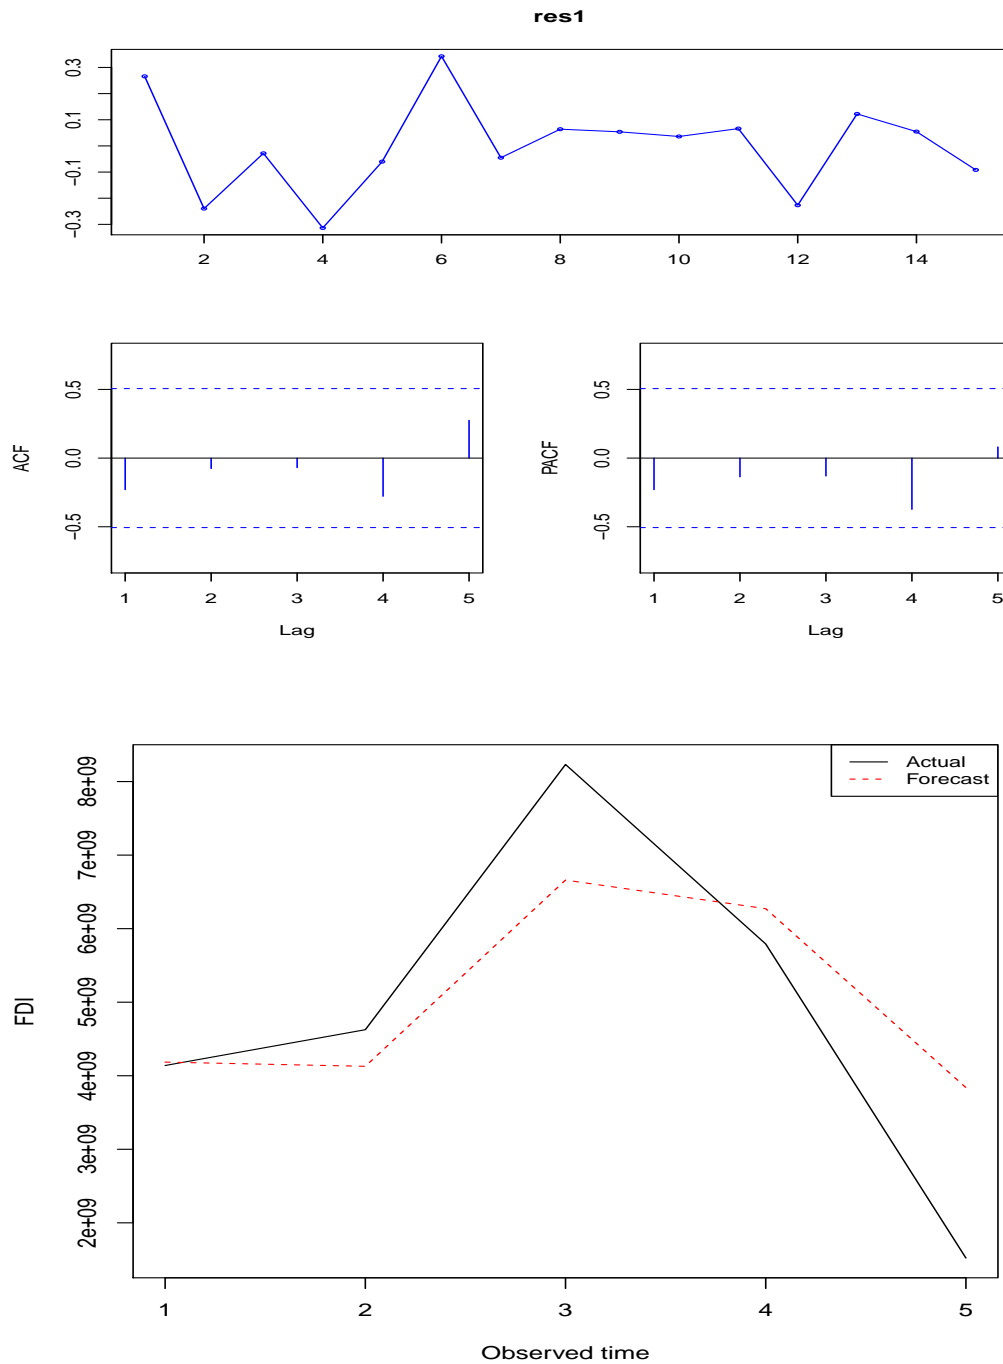 res1
0.3
0.1
−0.1
−0.3
2 4 6 8 10 12 14
ACF
0.5
0.0
−0.5
1 2 3 4 5
Lag
PACF
0.5
0.0
−0.5
1 2 3 4 5
Lag
Actual
Forecast
FDI
8e+09
7e+09
6e+09
5e+09
4e+09
3e+09
2e+09
1 2 3 4 5
Observed time